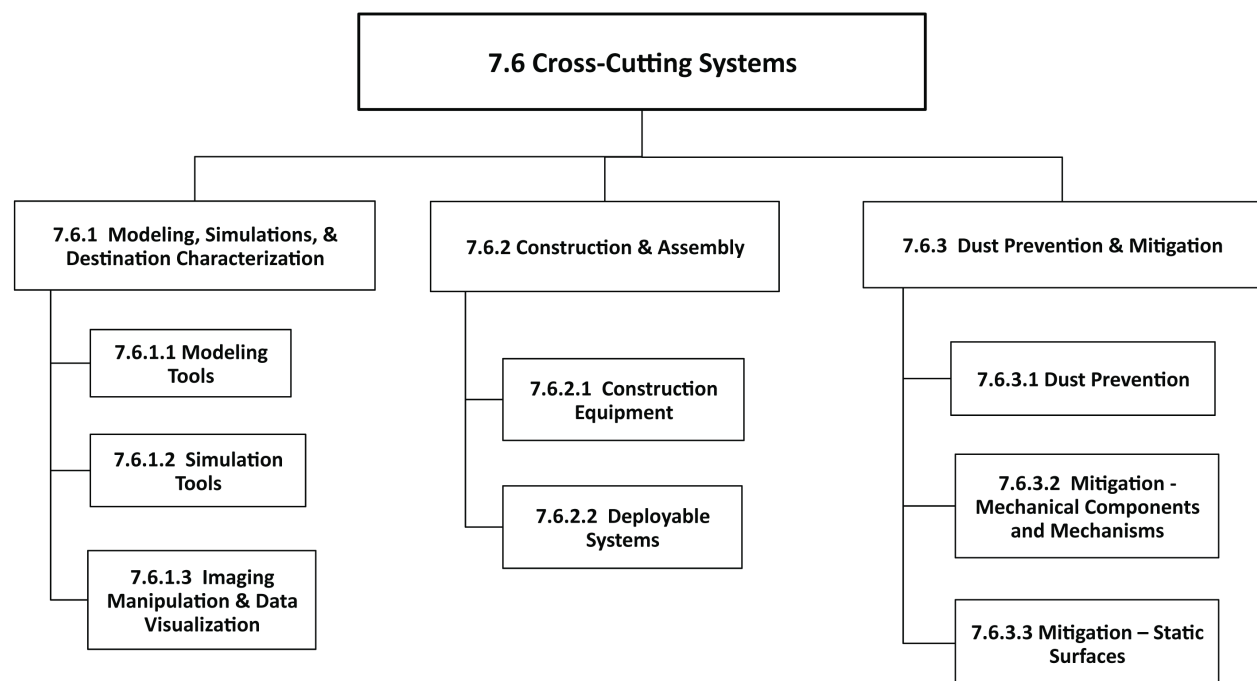 7.6 Cross-Cutting Systems
7.6.1 Modeling, Simulations, &
Destination Characterization
7.6.1.1 Modeling
Tools
7.6.1.2 Simulation
Tools
7.6.1.3 Imaging
Manipulation & Data
Visualization
7.6.2 Construction & Assembly
7.6.2.1 Construction
Equipment
7.6.2.2 Deployable
Systems
7.6.3 Dust Prevention & Mitigation
7.6.3.1 Dust Prevention
7.6.3.2 Mitigation -
Mechanical Components
and Mechanisms
7.6.3.3 Mitigation – Static
Surfaces